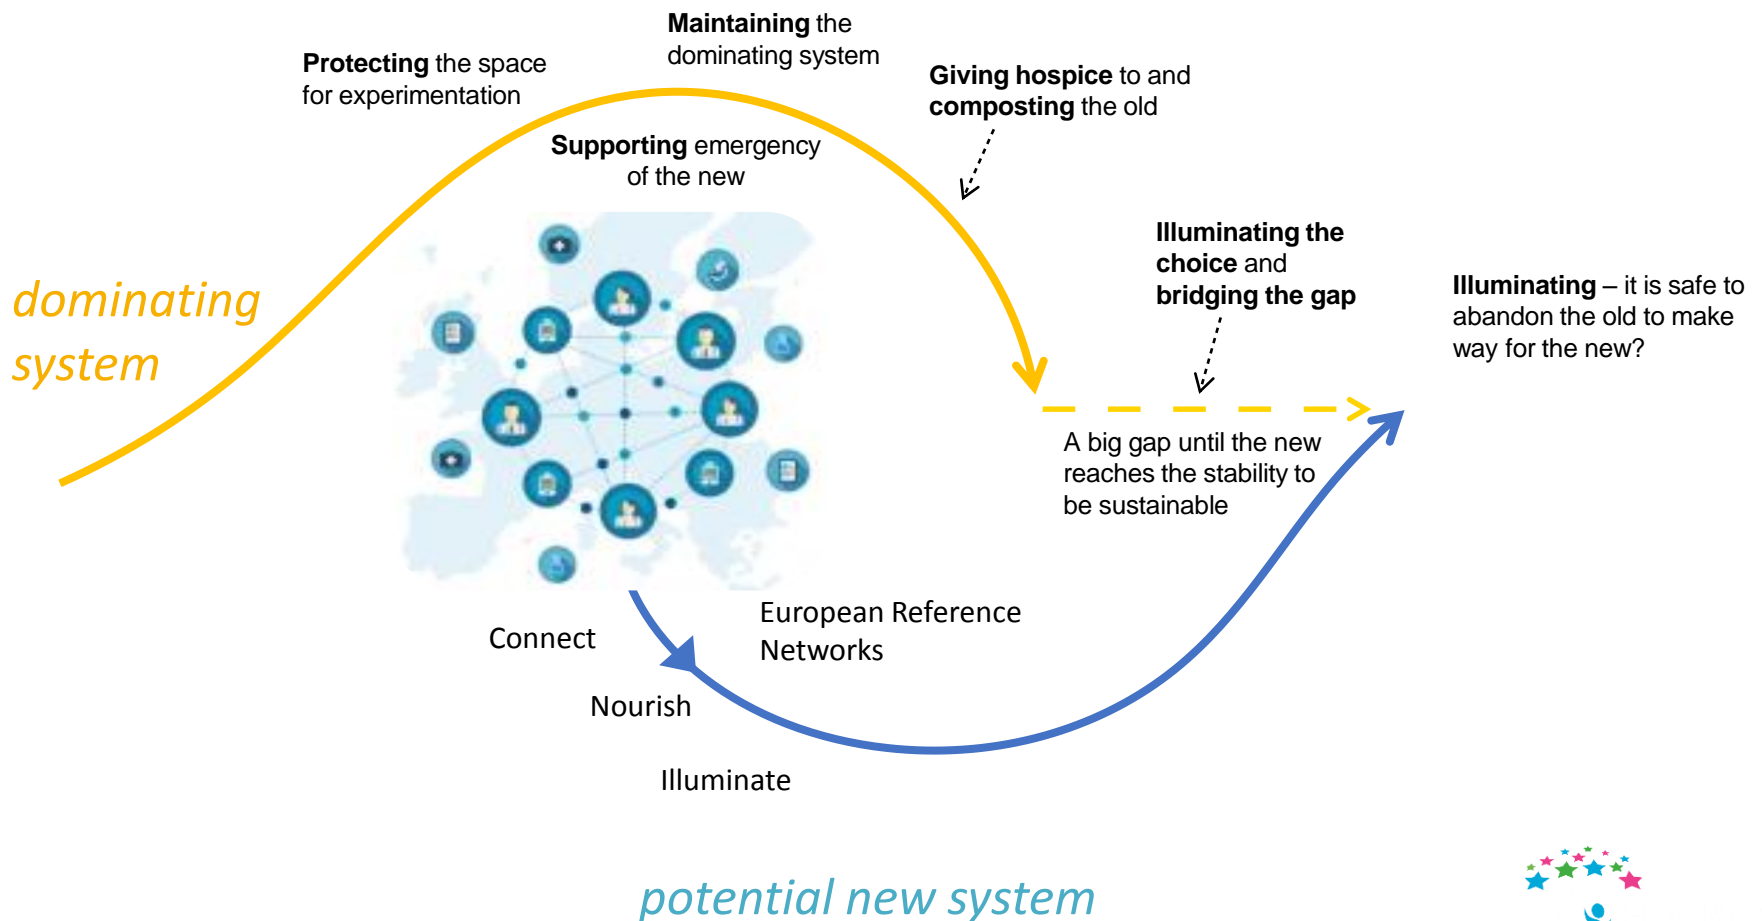 Maintaining the
dominating system
Protecting the space
for experimentation
Giving hospice to and
composting the old
Supporting emergency
of the new
Illuminating the
choice and
bridging the gap
Illuminating – it is safe to
abandon the old to make
way for the new?
dominating
system
A big gap until the new
reaches the stability to
be sustainable
European Reference
Networks
Connect
Nourish
Illuminate
potential new system